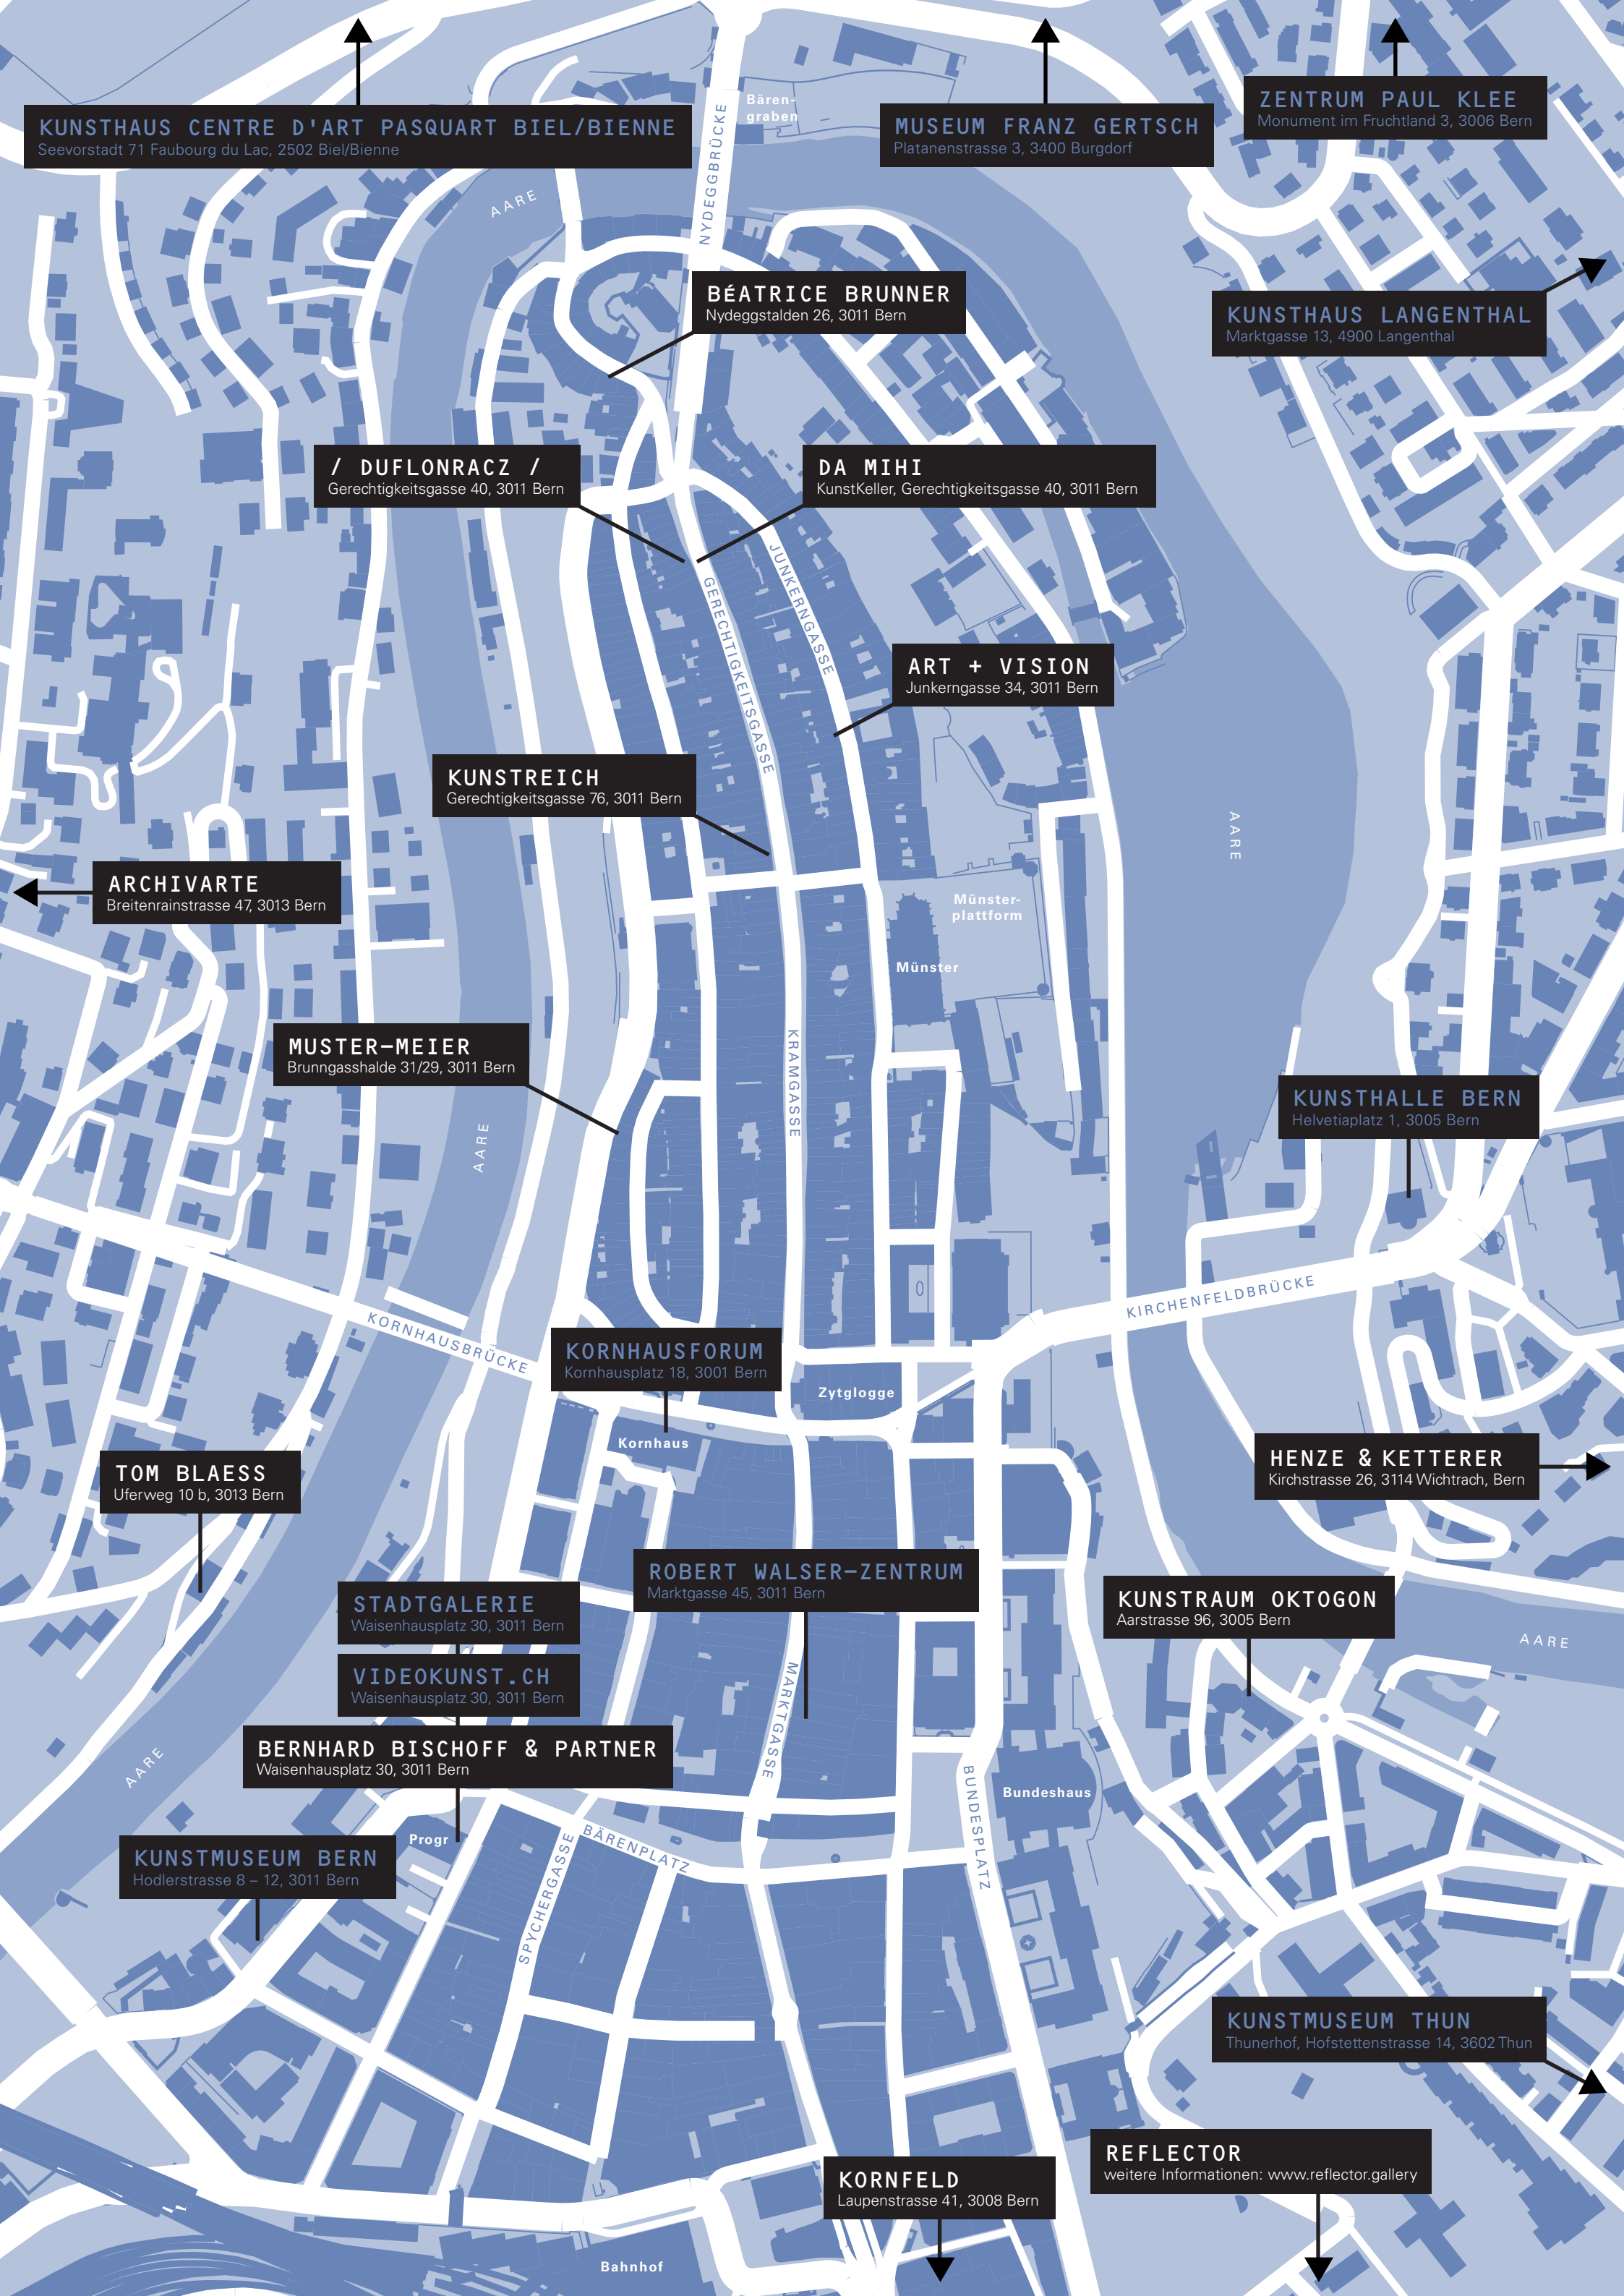 KUNSTHAUS CENTRE D'ART PASQUART BIEL/BIENNE
Seevorstadt 71 Faubourg du Lac, 2502 Biel/Bienne
Bären-
graben
MUSEUM FRANZ GERTSCH
Platanenstrasse 3, 3400 Burgdorf
ZENTRUM PAUL KLEE
Monument im Fruchtland 3, 3006 Bern
NYDEGGBRÜCKE
AARE
BÉATRICE BRUNNER
Nydeggstalden 26, 3011 Bern
KUNSTHAUS LANGENTHAL
Marktgasse 13, 4900 Langenthal
/ DUFLONRACZ /
Gerechtigkeitsgasse 40, 3011 Bern
DA MIHI
KunstKeller, Gerechtigkeitsgasse 40, 3011 Bern
JUNKERNGASSE
GERECHTIGKEITSGASSE
ART + VISION
Junkerngasse 34, 3011 Bern
KUNSTREICH
Gerechtigkeitsgasse 76, 3011 Bern
AARE
ARCHIVARTE
Breitenrainstrasse 47, 3013 Bern
Münster-
plattform
Münster
MUSTER–MEIER
Brunngasshalde 31/29, 3011 Bern
KRAMGASSE
KUNSTHALLE BERN
Helvetiaplatz 1, 3005 Bern
AARE
KIRCHENFELDBRÜCKE
KORNHAUSBRÜCKE
KORNHAUSFORUM
Kornhausplatz 18, 3001 Bern
Zytglogge
Kornhaus
TOM BLAESS
Uferweg 10 b, 3013 Bern
HENZE & KETTERER
Kirchstrasse 26, 3114 Wichtrach, Bern
ROBERT WALSER–ZENTRUM
Marktgasse 45, 3011 Bern
STADTGALERIE
Waisenhausplatz 30, 3011 Bern
KUNSTRAUM OKTOGON
Aarstrasse 96, 3005 Bern
AARE
VIDEOKUNST.CH
Waisenhausplatz 30, 3011 Bern
MARKTGASSE
BERNHARD BISCHOFF & PARTNER
Waisenhausplatz 30, 3011 Bern
AARE
BUNDESPLATZ
Bundeshaus
Progr
BÄRENPLATZ
SPYCHERGASSE
KUNSTMUSEUM BERN
Hodlerstrasse 8 – 12, 3011 Bern
KUNSTMUSEUM THUN
Thunerhof, Hofstettenstrasse 14, 3602 Thun
REFLECTOR
weitere Informationen: www.reflector.gallery
KORNFELD
Laupenstrasse 41, 3008 Bern
Bahnhof